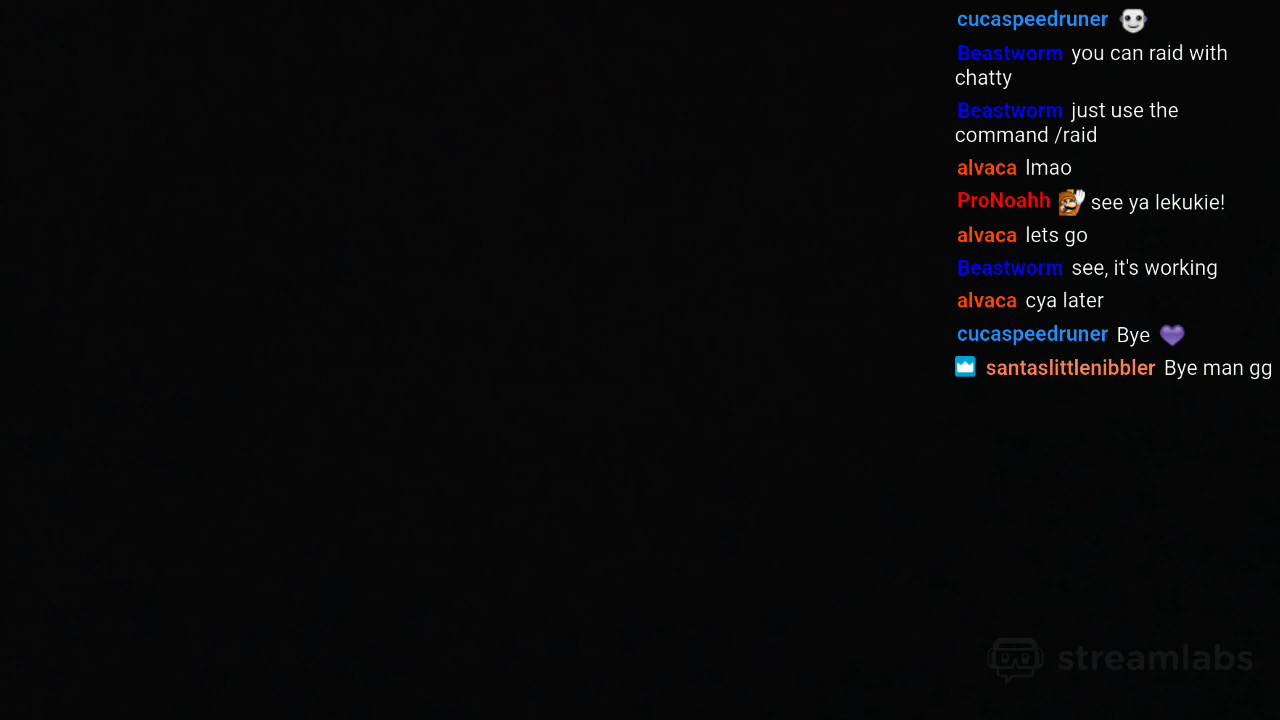 cucaspeedruner
Beastworm you can raid with
chatty
Beastworm just use the
command /raid
alvaca lmao
ProNoahh see ya lekukie!
alvaca lets go
Beastworm see, it's working
alvaca cya later
cucaspeedruner Bye
santaslittlenibbler Bye man gg
streamlabs